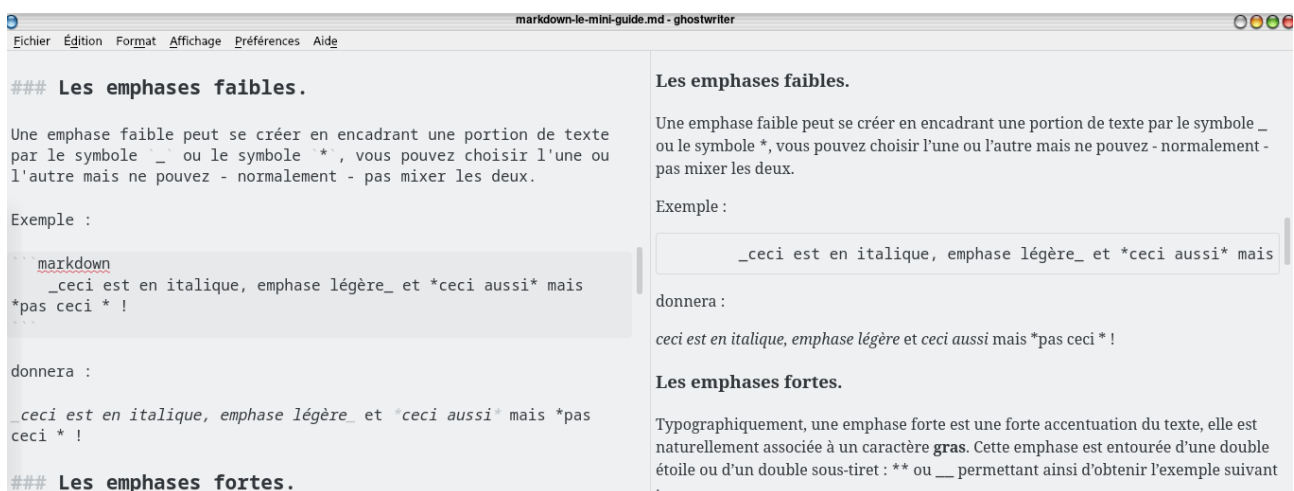 markdown-le-mini-guide.md - ghostwriter
Fichier Édition Format Affichage Préférences Aide
### Les emphases faibles.
Une emphase faible peut se créer en encadrant une portion de texte
par le symbole `_` ou le symbole `*`, vous pouvez choisir l'une ou
l'autre mais ne pouvez - normalement - pas mixer les deux.
Exemple :
```markdown
_ceci est en italique, emphase légère_ et *ceci aussi* mais
*pas ceci * !
```
donnera :
_ceci est en italique, emphase légère_ et *ceci aussi* mais *pas
ceci * !
### Les emphases fortes.
Les emphases faibles.
Une emphase faible peut se créer en encadrant une portion de texte par le symbole _
ou le symbole *, vous pouvez choisir l’une ou l’autre mais ne pouvez - normalement -
pas mixer les deux.
Exemple :
_ceci est en italique, emphase légère_ et *ceci aussi* mais
donnera :
ceci est en italique, emphase légère et ceci aussi mais *pas ceci * !
Les emphases fortes.
Typographiquement, une emphase forte est une forte accentuation du texte, elle est
naturellement associée à un caractère gras. Cette emphase est entourée d’une double
étoile ou d’un double sous-tiret : ** ou __ permettant ainsi d’obtenir l’exemple suivant